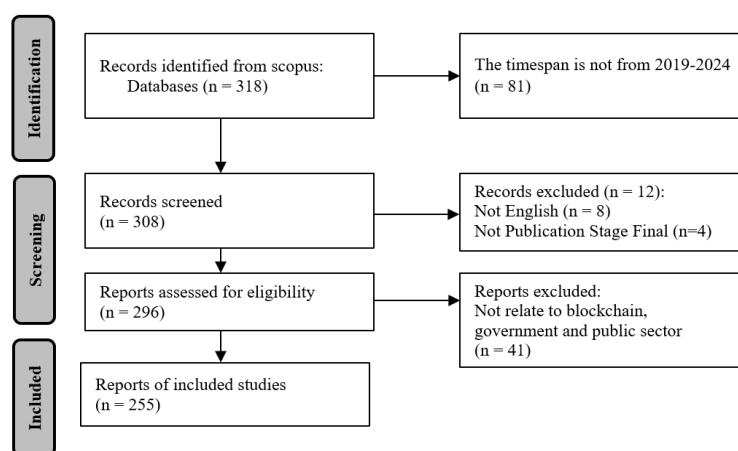 Identification
Records identified from scopus:
Databases (n = 318)
The timespan is not from 2019-2024
(n = 81)
Screening
Records screened
(n = 308)
Records excluded (n = 12):
Not English (n = 8)
Not Publication Stage Final (n=4)
Reports assessed for eligibility
(n = 296)
Reports excluded:
Not relate to blockchain,
government and public sector
(n = 41)
Included
Reports of included studies
(n = 255)